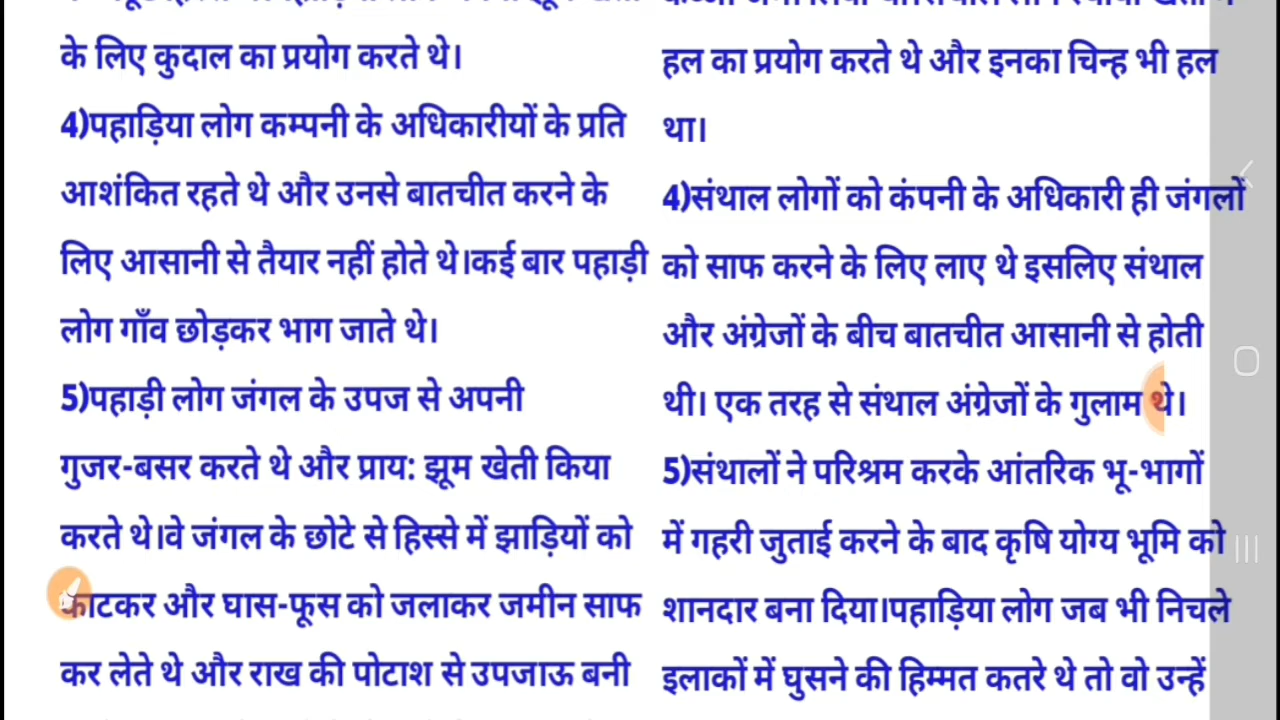 के लिए कुदाल का प्रयोग करते थे।
4)पहाड़िया लोग कम्पनी के अधिकारीयों के प्रति
आशंकित रहते थे और उनसे बातचीत करने के
लिए आसानी से तैयार नहीं होते थे।कई बार पहाड़ी
लोग गाँव छोड़कर भाग जाते थे।
5)पहाड़ी लोग जंगल के उपज से अपनी
गुजर-बसर करते थे और प्राय: झूम खेती किया
करते थे।वे जंगल के छोटे से हिस्से में झाड़ियों को
काटकर और घास-फूस को जलाकर जमीन साफ
कर लेते थे और राख की पोटाश से उपजाऊ बनी
हल का प्रयोग करते थे और इनका चिन्ह भी हल
था।
4)संथाल लोगों को कंपनी के अधिकारी ही जंगलों
को साफ करने के लिए लाए थे इसलिए संथाल
और अंग्रेजों के बीच बातचीत आसानी से होती
थी। एक तरह से संथाल अंग्रेजों के गुलाम थे।
5)संथालों ने परिश्रम करके आंतरिक भू-भागों
में गहरी जुताई करने के बाद कृषि योग्य भूमि को
शानदार बना दिया।पहाड़िया लोग जब भी निचले
इलाकों में घुसने की हिम्मत कतरे थे तो वो उन्हें